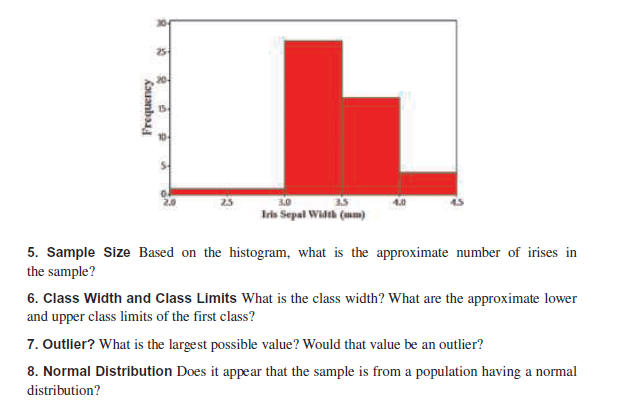 30
25
20
15
10
5
0
Frequency
2.0 2.5 3.0 3.5 4.0 4.5
Iris Sepal Width (mm)
5. Sample Size Based on the histogram, what is the approximate number of irises in
the sample?
6. Class Width and Class Limits What is the class width? What are the approximate lower
and upper class limits of the first class?
7. Outlier? What is the largest possible value? Would that value be an outlier?
8. Normal Distribution Does it appear that the sample is from a population having a normal
distribution?